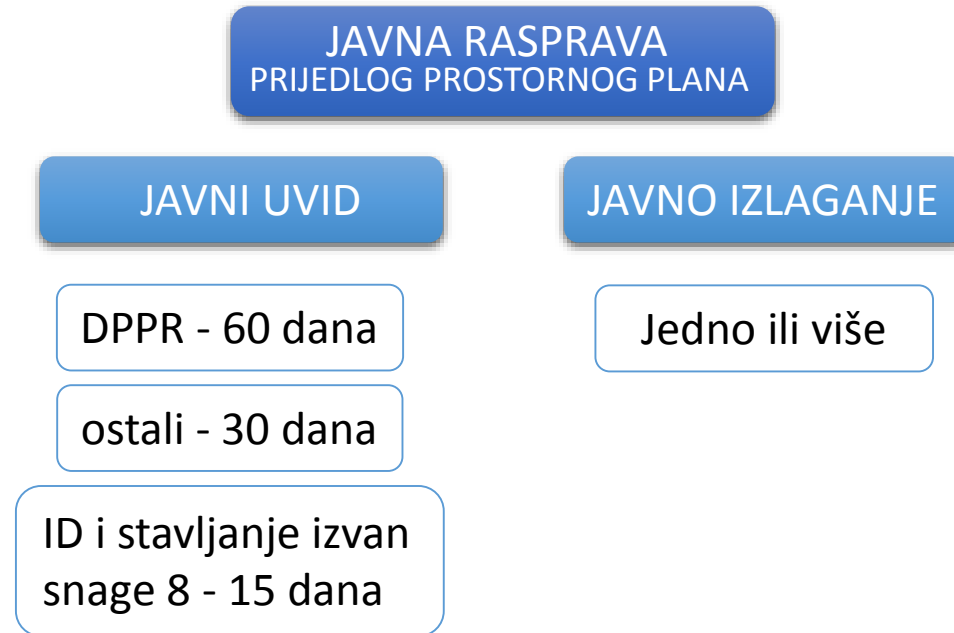 JAVNA RASPRAVA
PRIJEDLOG PROSTORNOG PLANA
JAVNI UVID
DPPR - 60 dana
ostali - 30 dana
ID i stavljanje izvan
snage 8 - 15 dana
JAVNO IZLAGANJE
Jedno ili više